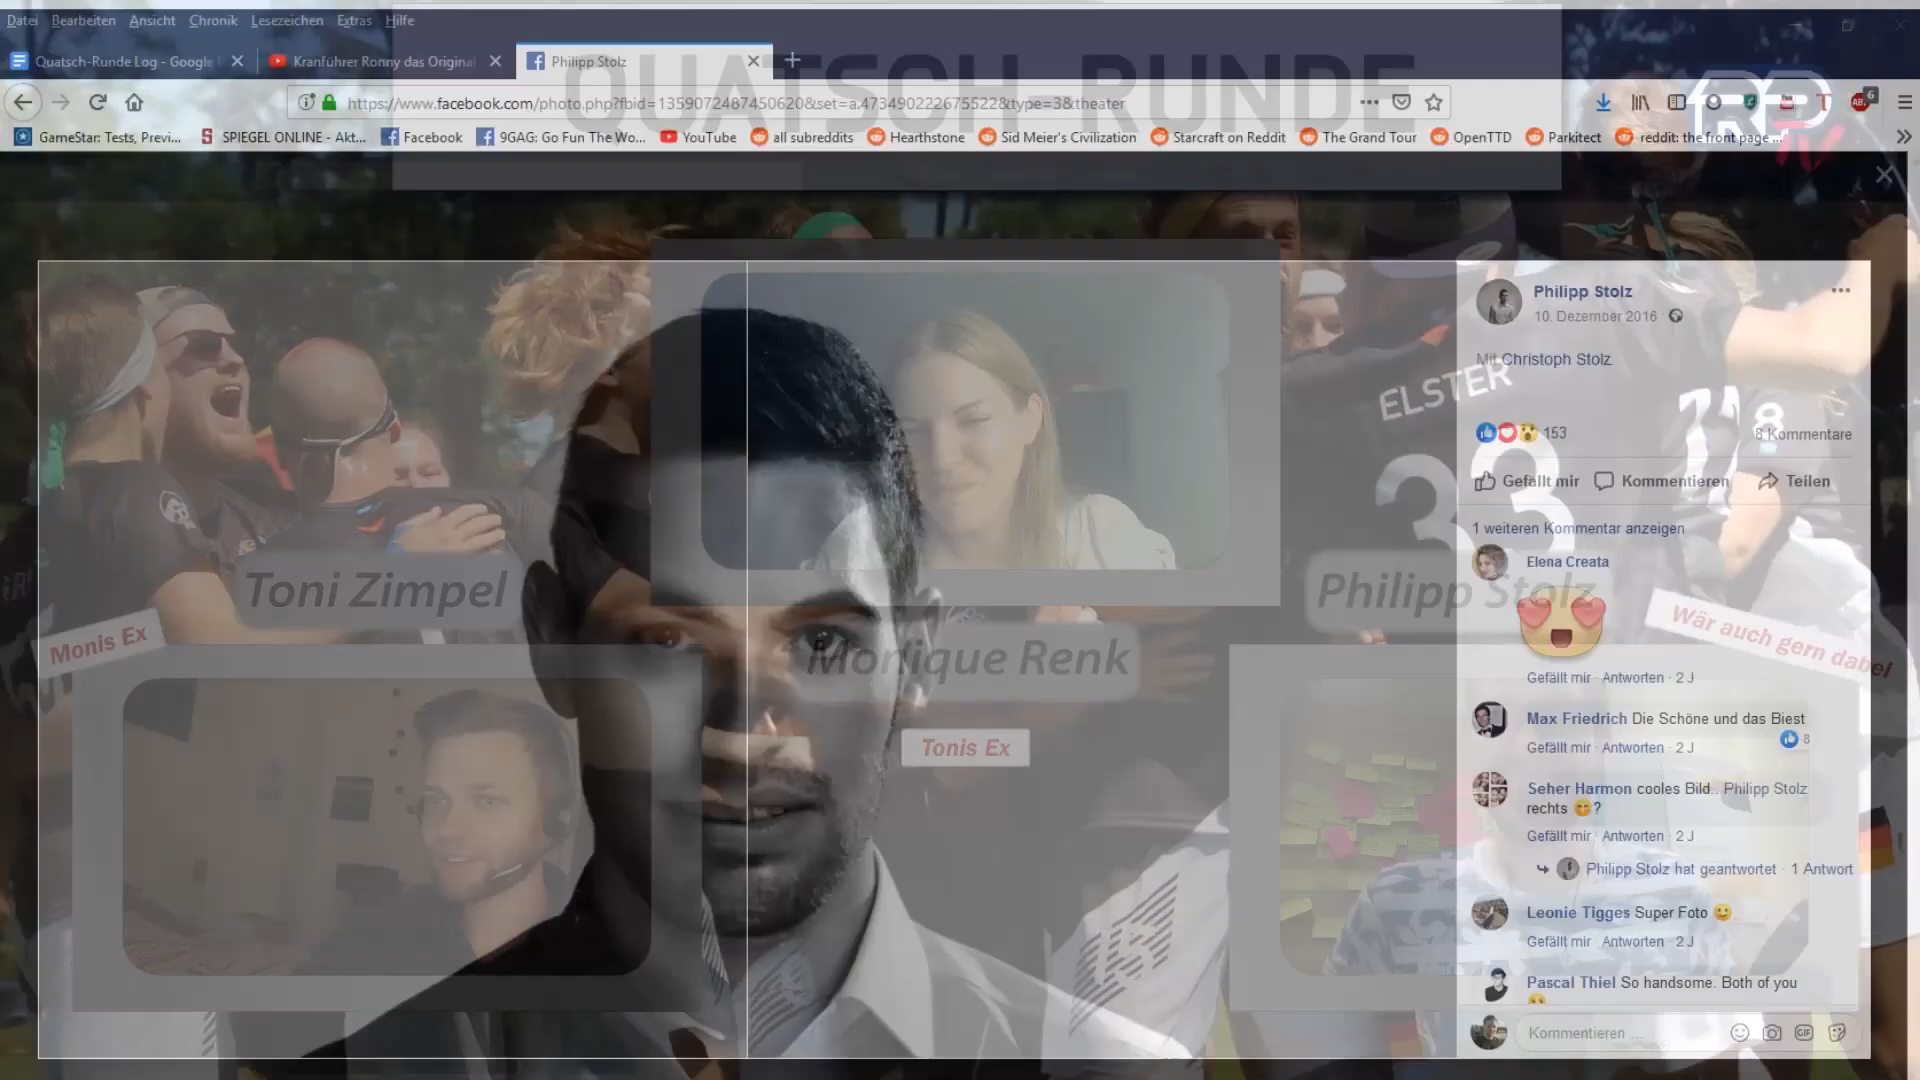 Datei Bearbeiten Ansicht Chronik Lesezeichen Extras Hilfe
Quatsch-Runde Log - Google
Kranführer Ronny das Original
Philipp Stolz
QUATSCH-RUNDE
https://www.facebook.com/photo.php?fbid=1359072487450620&set=a.473490222675522&type=3&theater
6
GameStar: Tests, Previ... SPIEGEL ONLINE - Akt... Facebook 9GAG: Go Fun The Wo... YouTube all subreddits Hearthstone Sid Meier's Civilization Starcraft on Reddit The Grand Tour OpenTTD Parkitect reddit: the front page ...
Philipp Stolz
10. Dezember 2016
Mit Christoph Stolz.
ELSTER
153
8 Kommentare
33
8
Gefällt mir Kommentieren Teilen
1 weiteren Kommentar anzeigen
Elena Creata
Toni Zimpel
Philipp Stolz
Monis Ex
Monique Renk
Wär auch gern dabei
Gefällt mir · Antworten · 2 J
Tonis Ex
Max Friedrich Die Schöne und das Biest
8
Gefällt mir · Antworten · 2 J
Seher Harmon cooles Bild.. Philipp Stolz
rechts ?
Gefällt mir · Antworten · 2 J
Philipp Stolz hat geantwortet · 1 Antwort
Leonie Tigges Super Foto
Gefällt mir · Antworten · 2 J
Pascal Thiel So handsome. Both of you
Kommentieren ...
GIF